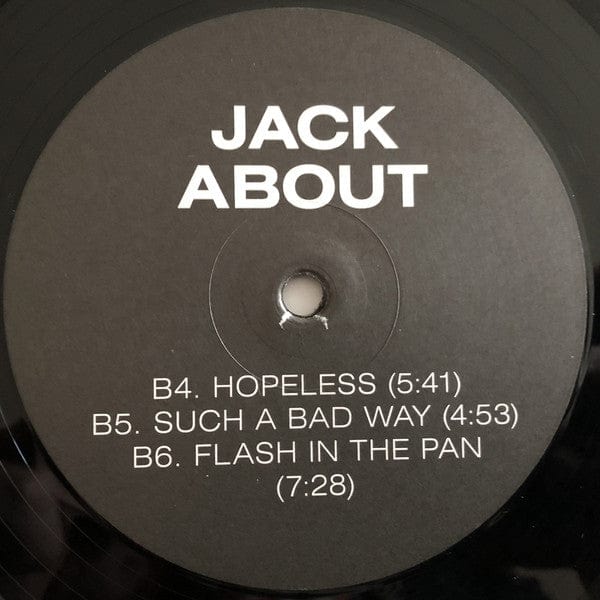 JACK
ABOUT
B4. HOPELESS (5:41)
B5. SUCH A BAD WAY (4:53)
B6. FLASH IN THE PAN
(7:28)